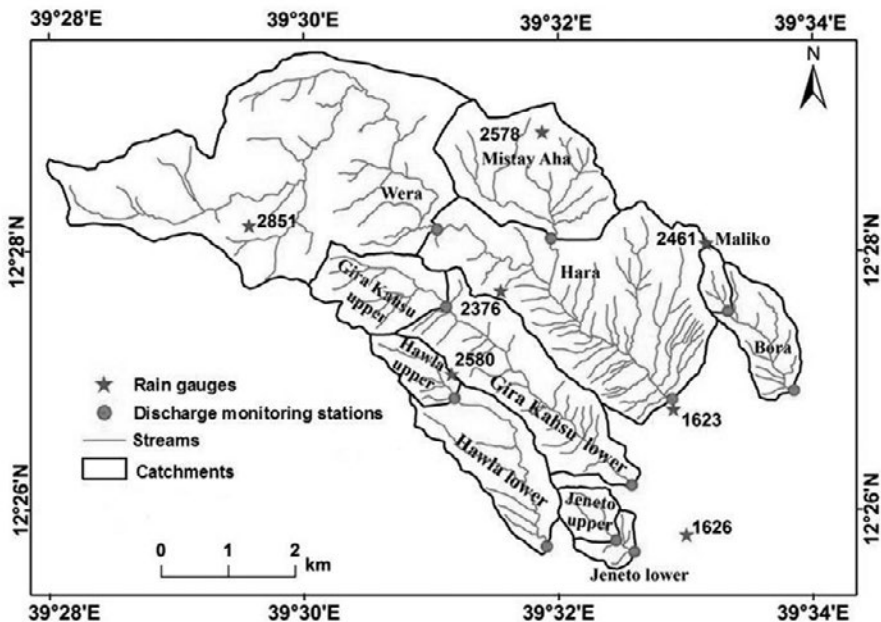 39°28'E 39°30'E 39°32'E 39°34'E
N
2578
Mistay Aha
Wera
2851
2461 Maliko
12°28'N
12°28'N
Hara
Gira Kahsu
upper
2376
Bora
Hawla
upper
2580
Rain gauges
1623
Discharge monitoring stations
Gira Kahsu lower
Streams
Hawla lower
Catchments
Jeneto
upper
12°26'N
12°26'N
1626
0 1 2
km
Jeneto lower
39°28'E 39°30'E 39°32'E 39°34'E